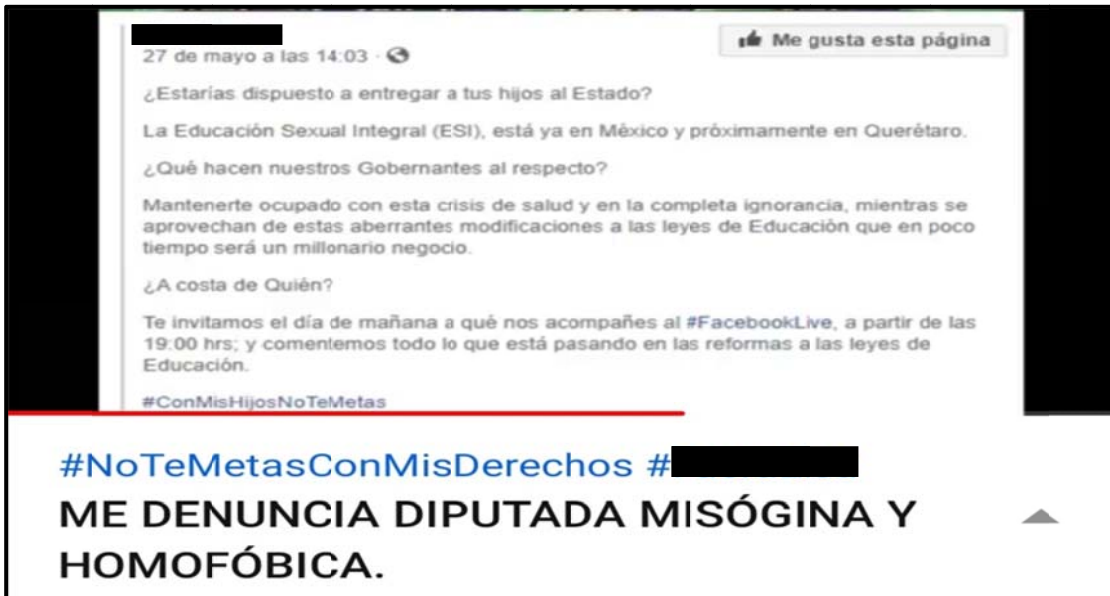 27 de mayo a las 14:03 ·
Me gusta esta página
¿Estarías dispuesto a entregar a tus hijos al Estado?
La Educación Sexual Integral (ESI), está ya en México y próximamente en Querétaro.
¿Qué hacen nuestros Gobernantes al respecto?
Mantenerte ocupado con esta crisis de salud y en la completa ignorancia, mientras se
aprovechan de estas aberrantes modificaciones a las leyes de Educación que en poco
tiempo será un millonario negocio.
¿A costa de Quién?
Te invitamos el día de mañana a qué nos acompañes al #FacebookLive, a partir de las
19:00 hrs; y comentemos todo lo que está pasando en las reformas a las leyes de
Educación.
#ConMisHijosNoTeMetas
#NoTeMetasConMisDerechos #
ME DENUNCIA DIPUTADA MISÓGINA Y
HOMOFÓBICA.